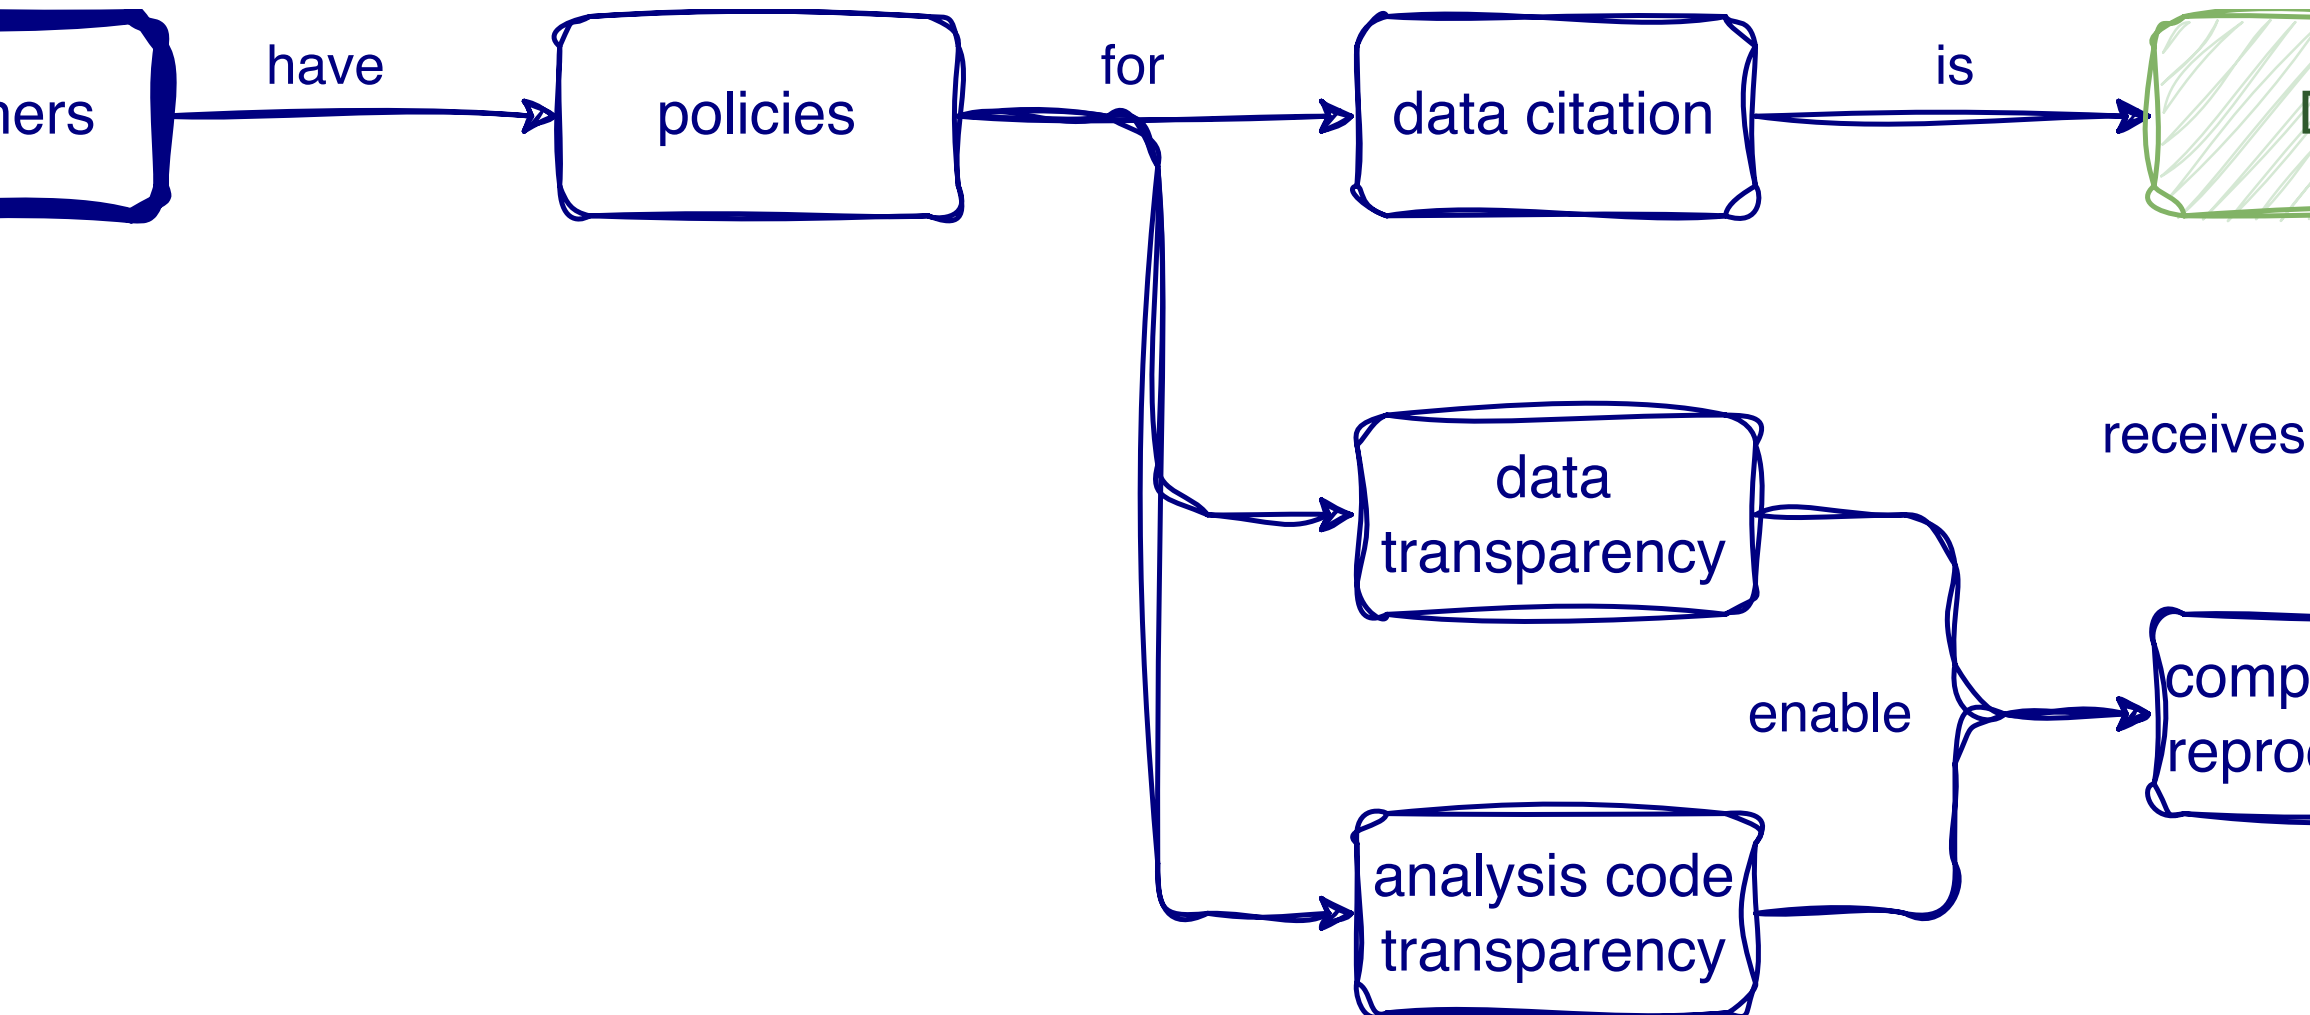 have
for
is
policies
data citation
receives
data
transparency
enable
analysis code
transparency